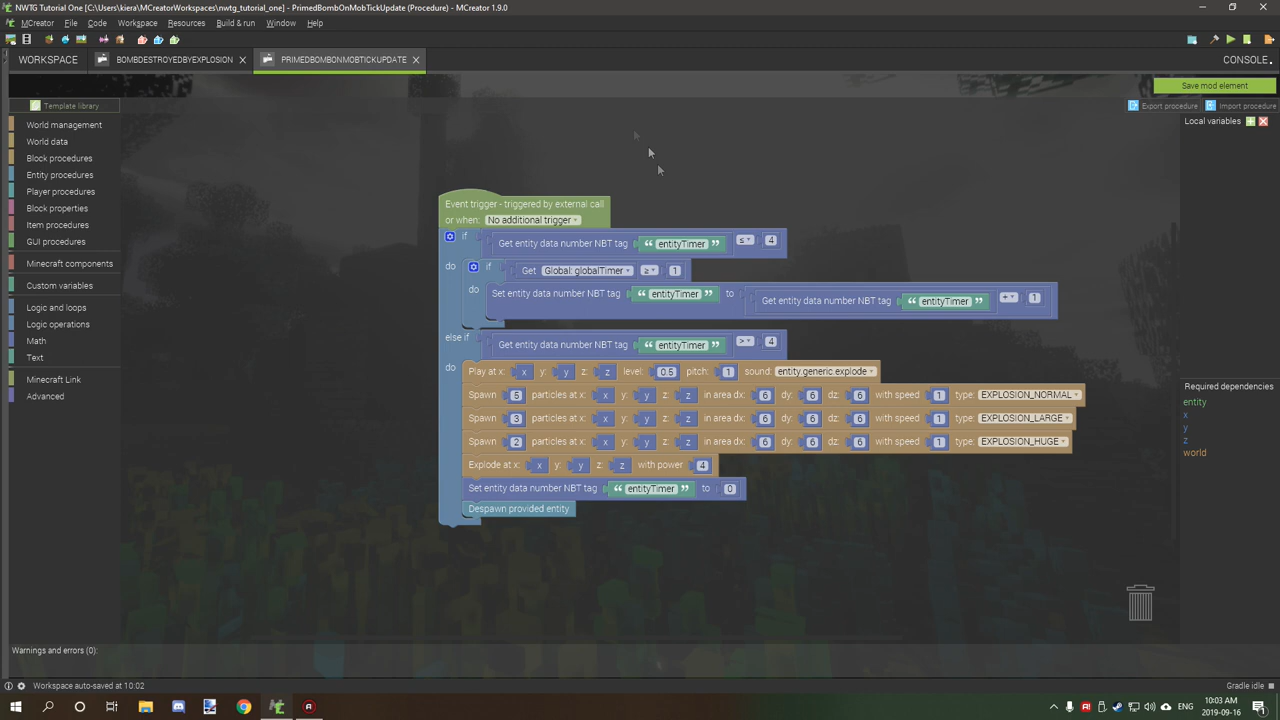 NWTG Tutorial One - C:\Users\kiera\MCreatorWorkspaces\nwtg_tutorial_one] - PrimedBombOnMobTickUpdate (Procedure) - MCreator 1.9.0
MCreator File Code Workspace Resources Build & run Window Help
WORKSPACE BOMBDESTROYEDBYEXPLOSION PRIMEDBOMBONMOBTICKUPDATE CONSOLE
Save mod element
Template library Export procedure Import procedure
World management
World data
Block procedures
Entity procedures
Player procedures
Block properties
Item procedures
GUI procedures
Minecraft components
Custom variables
Logic and loops
Logic operations
Math
Text
Minecraft Link
Advanced
Event trigger - triggered by external call
or when: No additional trigger
if Get entity data number NBT tag “ entityTimer ” ≤ 4
do if Get Global: globalTimer ≥ 1
do Set entity data number NBT tag “ entityTimer ” to Get entity data number NBT tag “ entityTimer ” + 1
else if Get entity data number NBT tag “ entityTimer ” > 4
do Play at x: x y: y z: z level: 0.5 pitch: 1 sound: entity.generic.explode
Spawn 5 particles at x: x y: y z: z in area dx: 6 dy: 6 dz: 6 with speed 1 type: EXPLOSION_NORMAL
Spawn 3 particles at x: x y: y z: z in area dx: 6 dy: 6 dz: 6 with speed 1 type: EXPLOSION_LARGE
Spawn 2 particles at x: x y: y z: z in area dx: 6 dy: 6 dz: 6 with speed 1 type: EXPLOSION_HUGE
Explode at x: x y: y z: z with power 4
Set entity data number NBT tag “ entityTimer ” to 0
Despawn provided entity
Local variables
Required dependencies
entity
x
y
z
world
Warnings and errors (0):
Workspace auto-saved at 10:02 Gradle idle
ENG 10:03 AM
2019-09-16